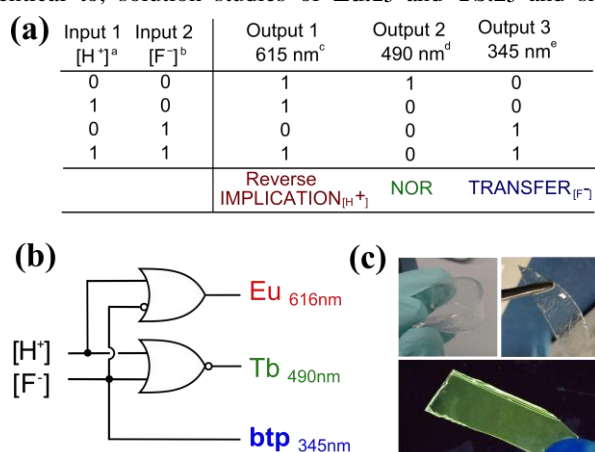 (a) Input 1 Input 2 Output 1 Output 2 Output 3
[H⁺]ᵃ [F⁻]ᵇ 615 nmᶜ 490 nmᵈ 345 nmᵉ
0 0 1 1 0
1 0 1 0 0
0 1 0 0 1
1 1 1 0 1
Reverse
IMPLICATION[H+] NOR TRANSFER[F⁻]
(b) (c)
Eu 616nm
[H⁺]
Tb 490nm
[F⁻]
btp 345nm